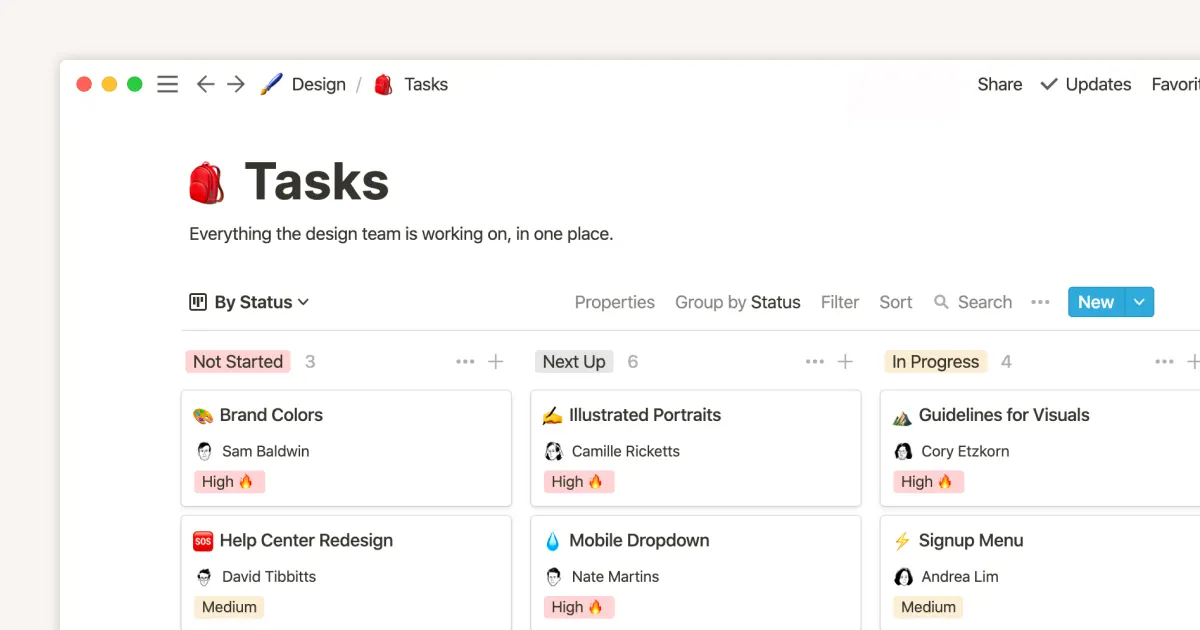 Design / Tasks Share Updates Favorit
Tasks
Everything the design team is working on, in one place.
By Status Properties Group by Status Filter Sort Search New
Not Started 3 Next Up 6 In Progress 4
Brand Colors Illustrated Portraits Guidelines for Visuals
Sam Baldwin Camille Ricketts Cory Etzkorn
High High High
SOS Help Center Redesign Mobile Dropdown Signup Menu
David Tibbitts Nate Martins Andrea Lim
Medium High Medium